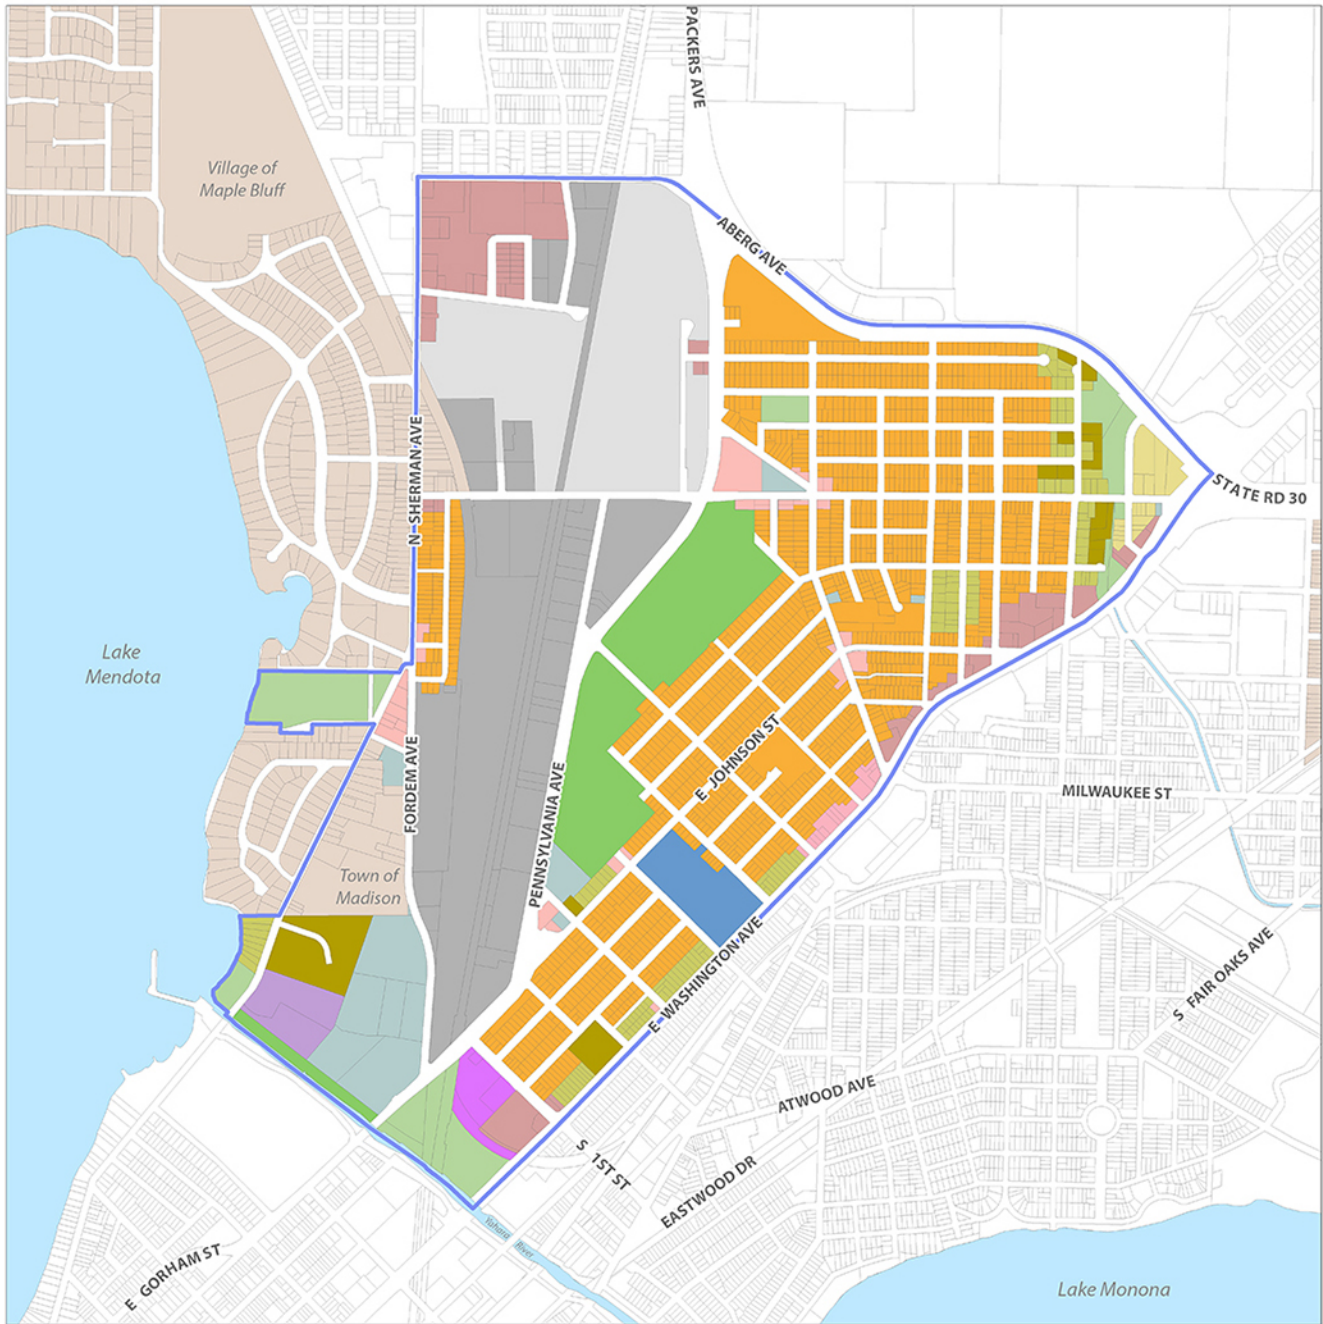 PACKERS AVE
Village of
Maple Bluff
ABERG AVE
N SHERMAN AVE
STATE RD 30
Lake
Mendota
E JOHNSON ST
FORDEM AVE
PENNSYLVANIA AVE
MILWAUKEE ST
Town of
Madison
E WASHINGTON AVE
S FAIR OAKS AVE
ATWOOD AVE
S 1ST ST
EASTWOOD DR
Yahara River
E GORHAM ST
Lake Monona